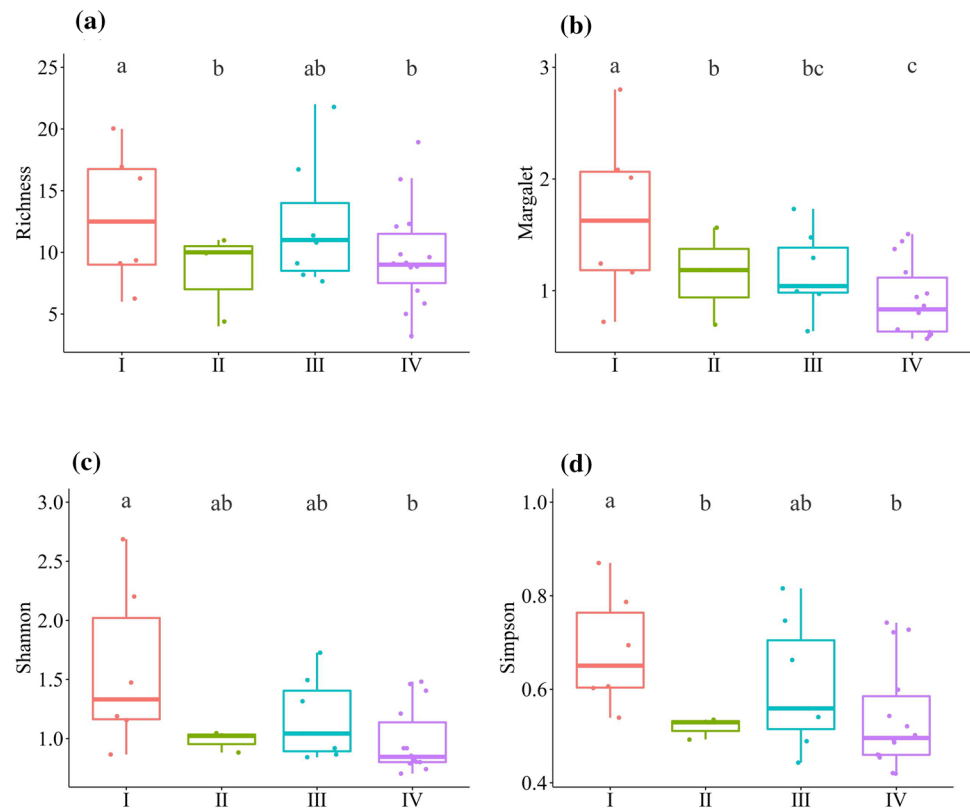 (a)
Richness
25
20
15
10
5
a b ab b
I II III IV
(b)
Margalet
3
2
1
a b bc c
I II III IV
(c)
Shannon
3.0
2.5
2.0
1.5
1.0
a ab ab b
I II III IV
(d)
Simpson
1.0
0.8
0.6
0.4
a b ab b
I II III IV